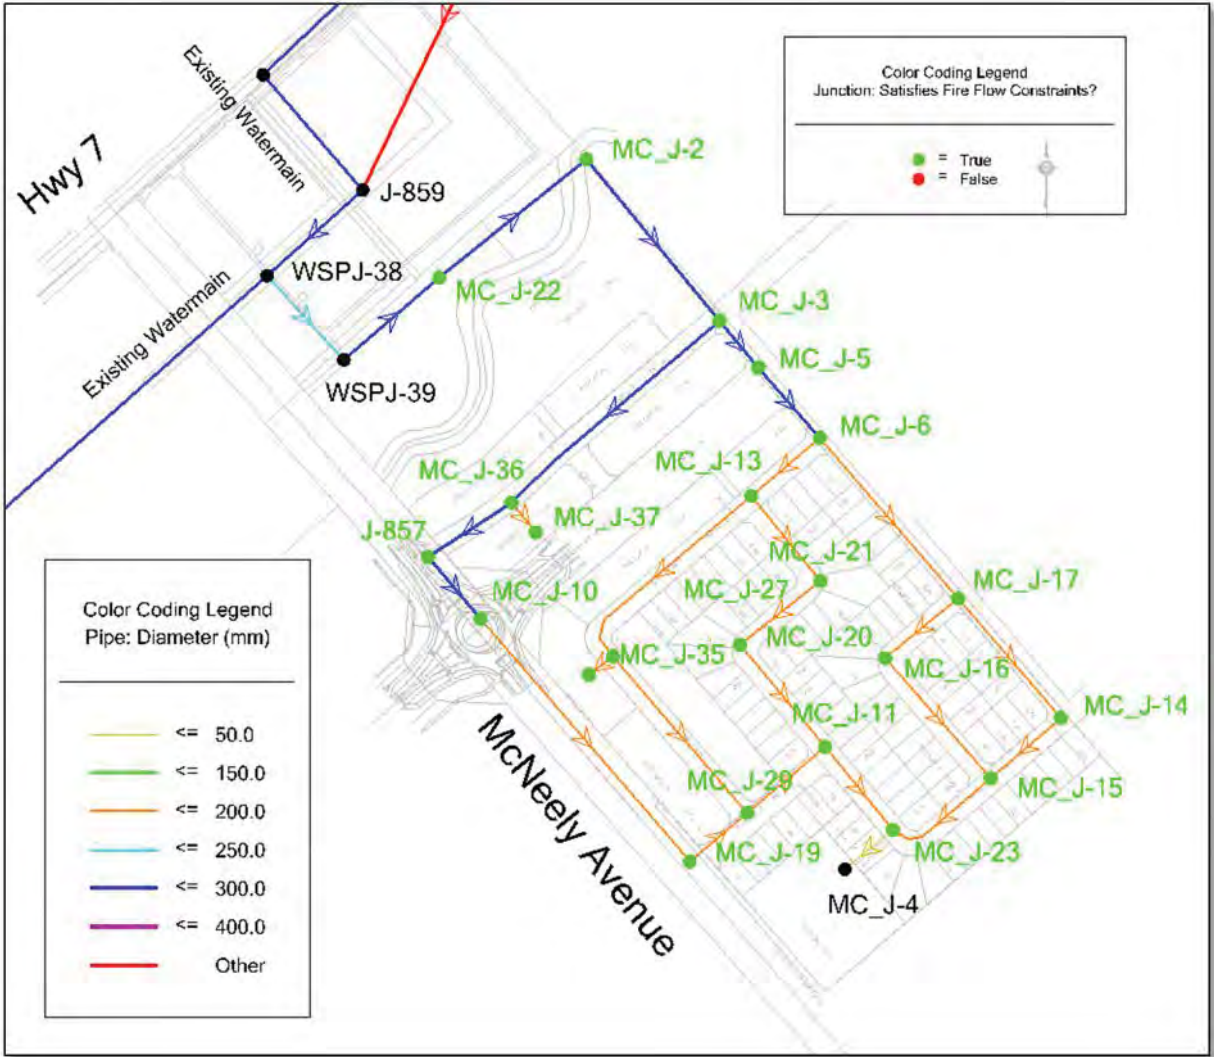 Existing Watermain
Color Coding Legend
Junction: Satisfies Fire Flow Constraints?
= True
= False
Hwy 7
MC_J-2
J-859
WSPJ-38
MC_J-22
Existing Watermain
MC_J-3
WSPJ-39
MC_J-5
MC_J-6
MC_J-36
MC_J-13
J-857
MC_J-37
MC_J-21
MC_J-10
MC_J-27
MC_J-17
MC_J-20
MC_J-35
MC_J-16
MC_J-11
MC_J-14
MC_J-29
MC_J-15
MC_J-19
MC_J-23
MC_J-4
McNeely Avenue
Color Coding Legend
Pipe: Diameter (mm)
<= 50.0
<= 150.0
<= 200.0
<= 250.0
<= 300.0
<= 400.0
Other